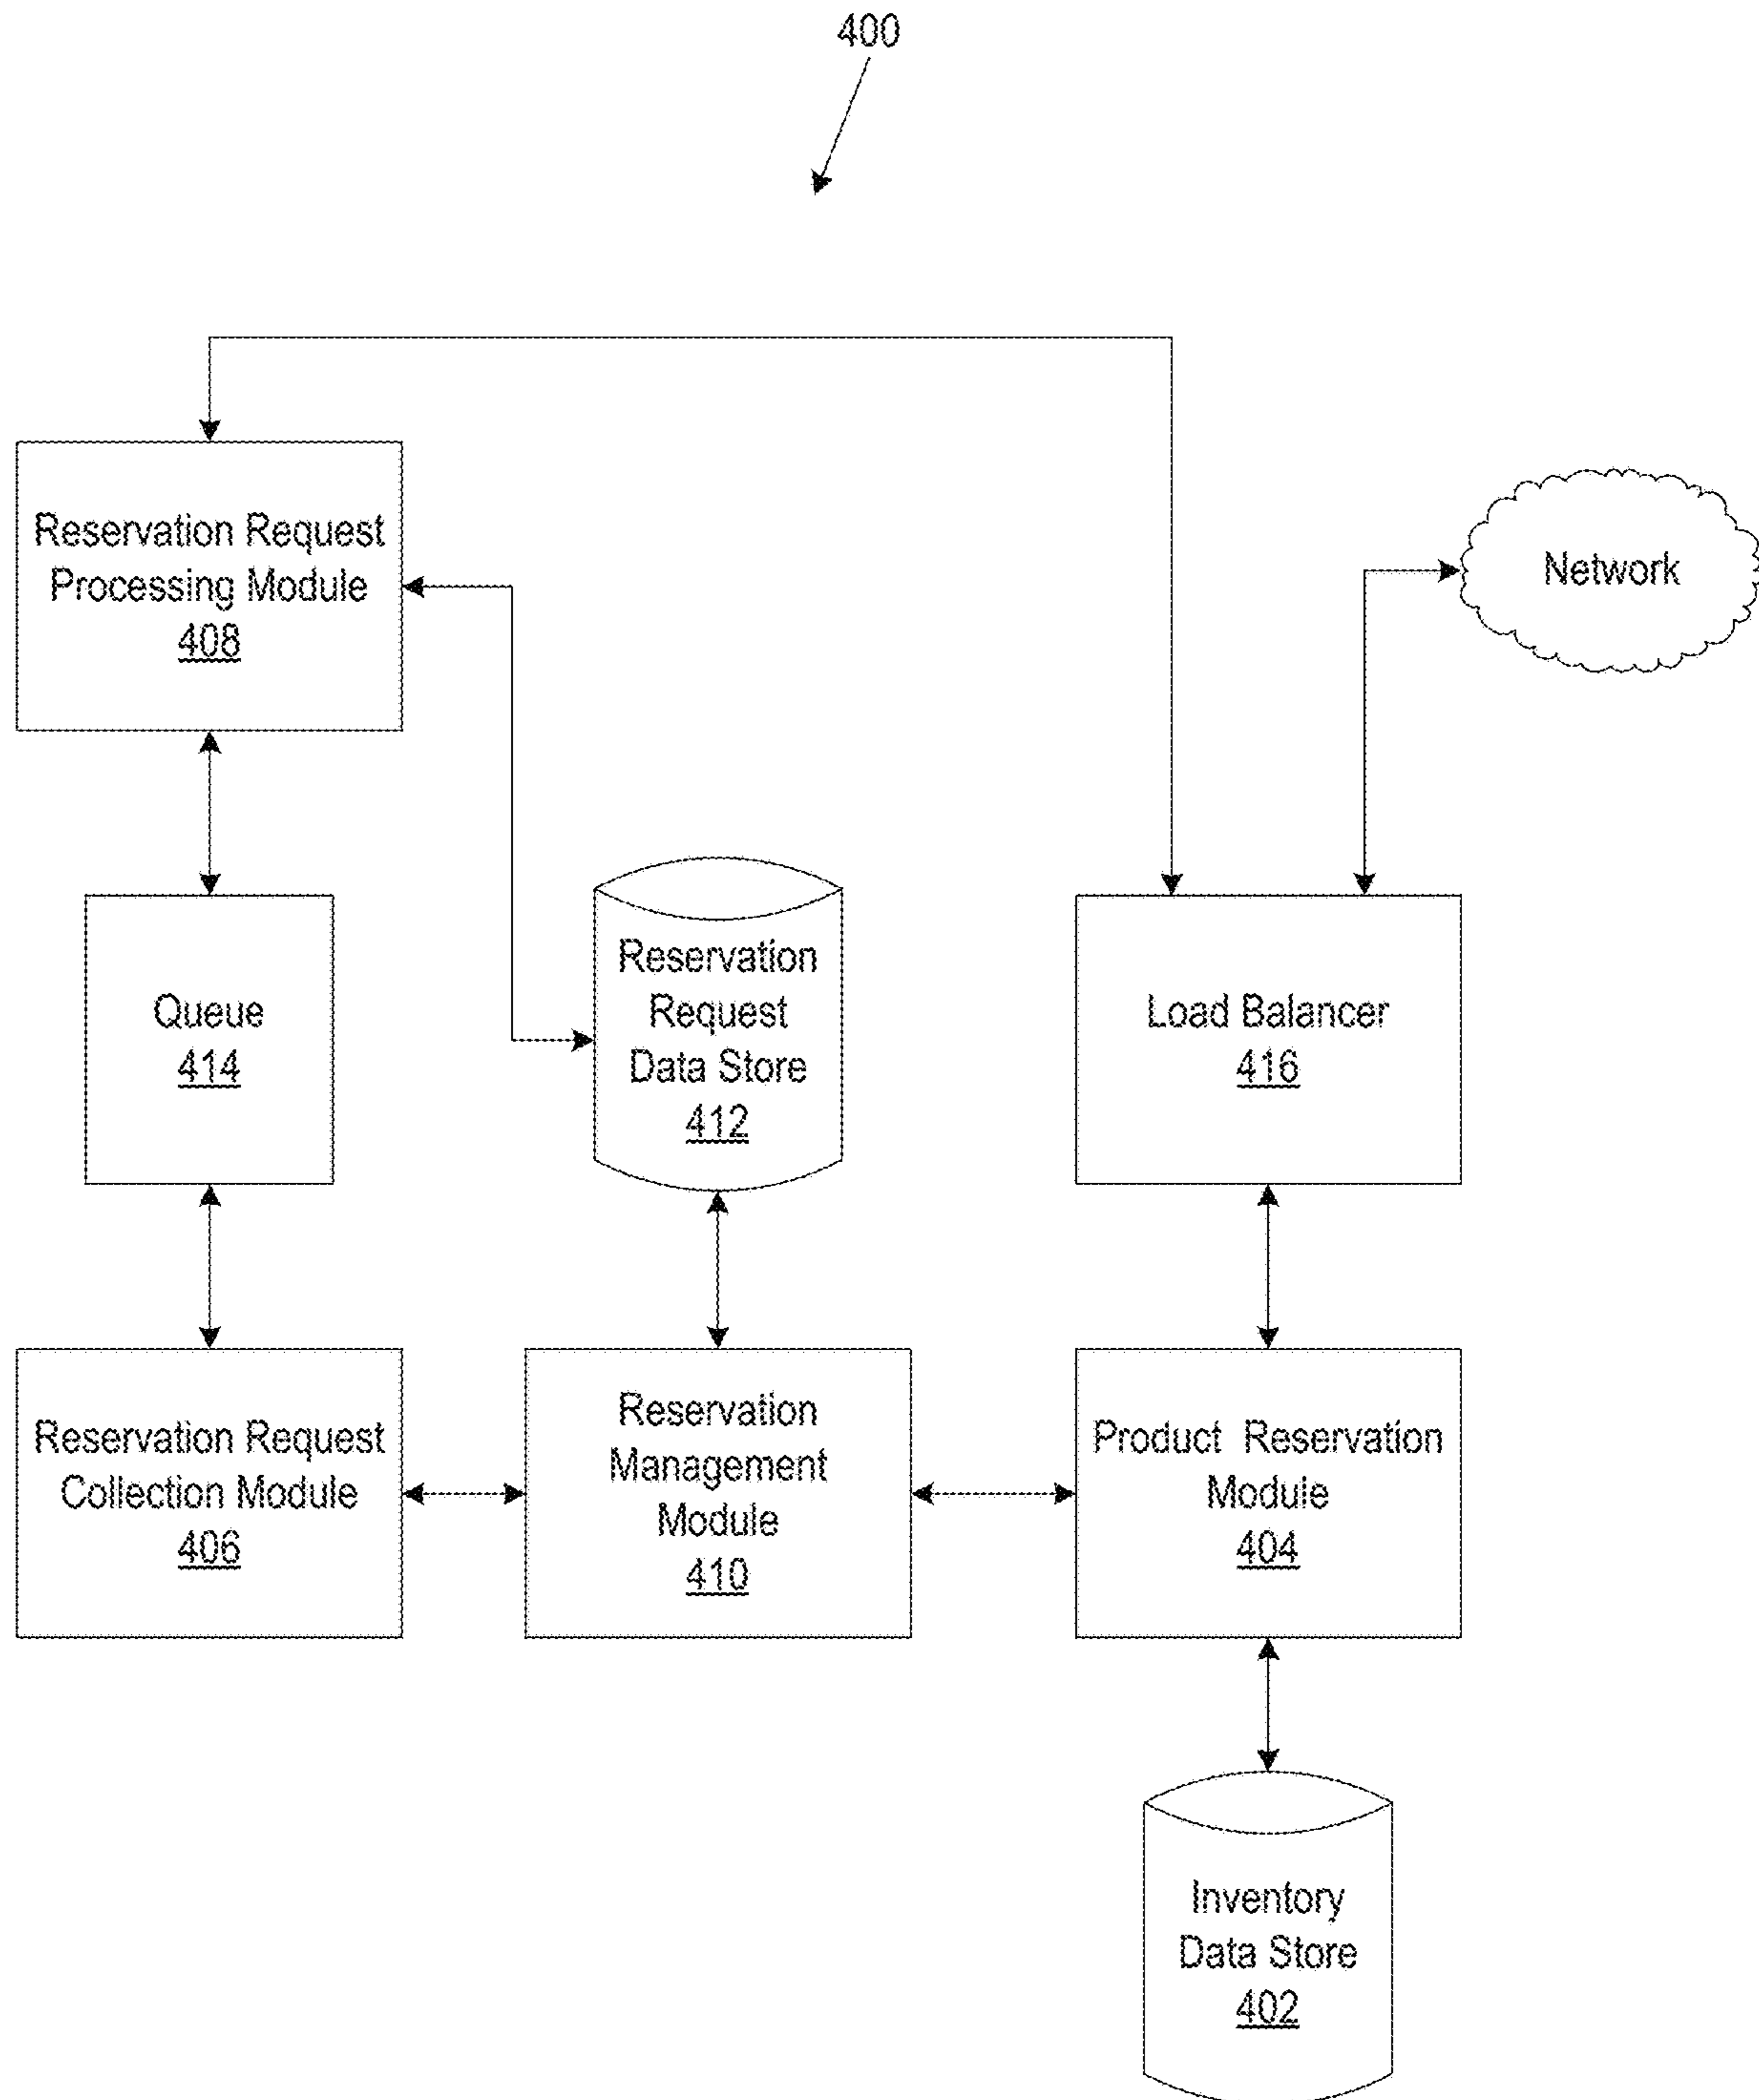 400
Reservation Request
Processing Module
408
Network
Queue
414
Reservation
Request
Data Store
412
Load Balancer
416
Reservation Request
Collection Module
406
Reservation
Management
Module
410
Product Reservation
Module
404
Inventory
Data Store
402